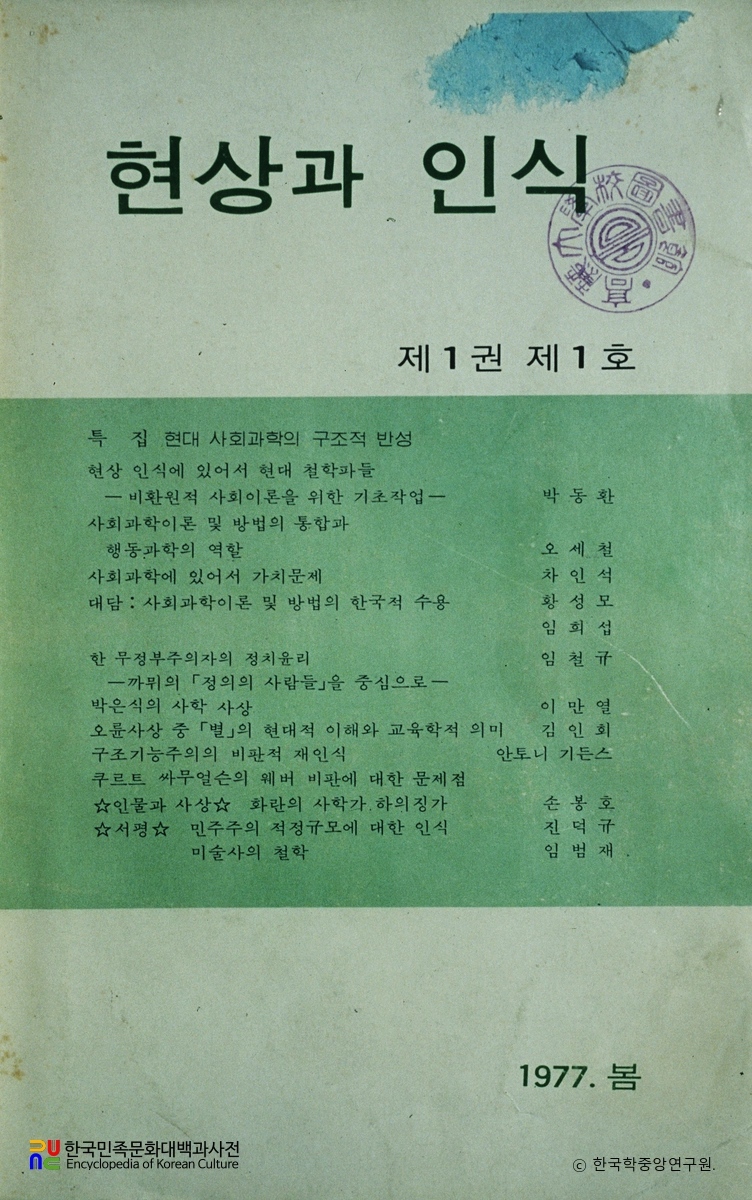 현상과 인식
高麗大學校圖書館
제1권 제1호
특 집 현대 사회과학의 구조적 반성
현상 인식에 있어서 현대 철학파들
— 비환원적 사회이론을 위한 기초작업 — 박동환
사회과학이론 및 방법의 통합과
행동과학의 역할 오세철
사회과학에 있어서 가치문제 차인석
대담 : 사회과학이론 및 방법의 한국적 수용 황성모
임희섭
한 무정부주의자의 정치윤리 임철규
—까뮈의 「정의의 사람들」을 중심으로—
박은식의 사학 사상 이만열
오륜사상 중 「別」의 현대적 이해와 교육학적 의미 김인회
구조기능주의의 비판적 재인식 안토니 기든스
쿠르트 싸무얼슨의 웨버 비판에 대한 문제점
☆인물과 사상☆ 화란의 사학가 하의징가 손봉호
☆서평☆ 민주주의 적정규모에 대한 인식 진덕규
미술사의 철학 임범재
1977. 봄
한국민족문화대백과사전
Encyclopedia of Korean Culture
© 한국학중앙연구원.